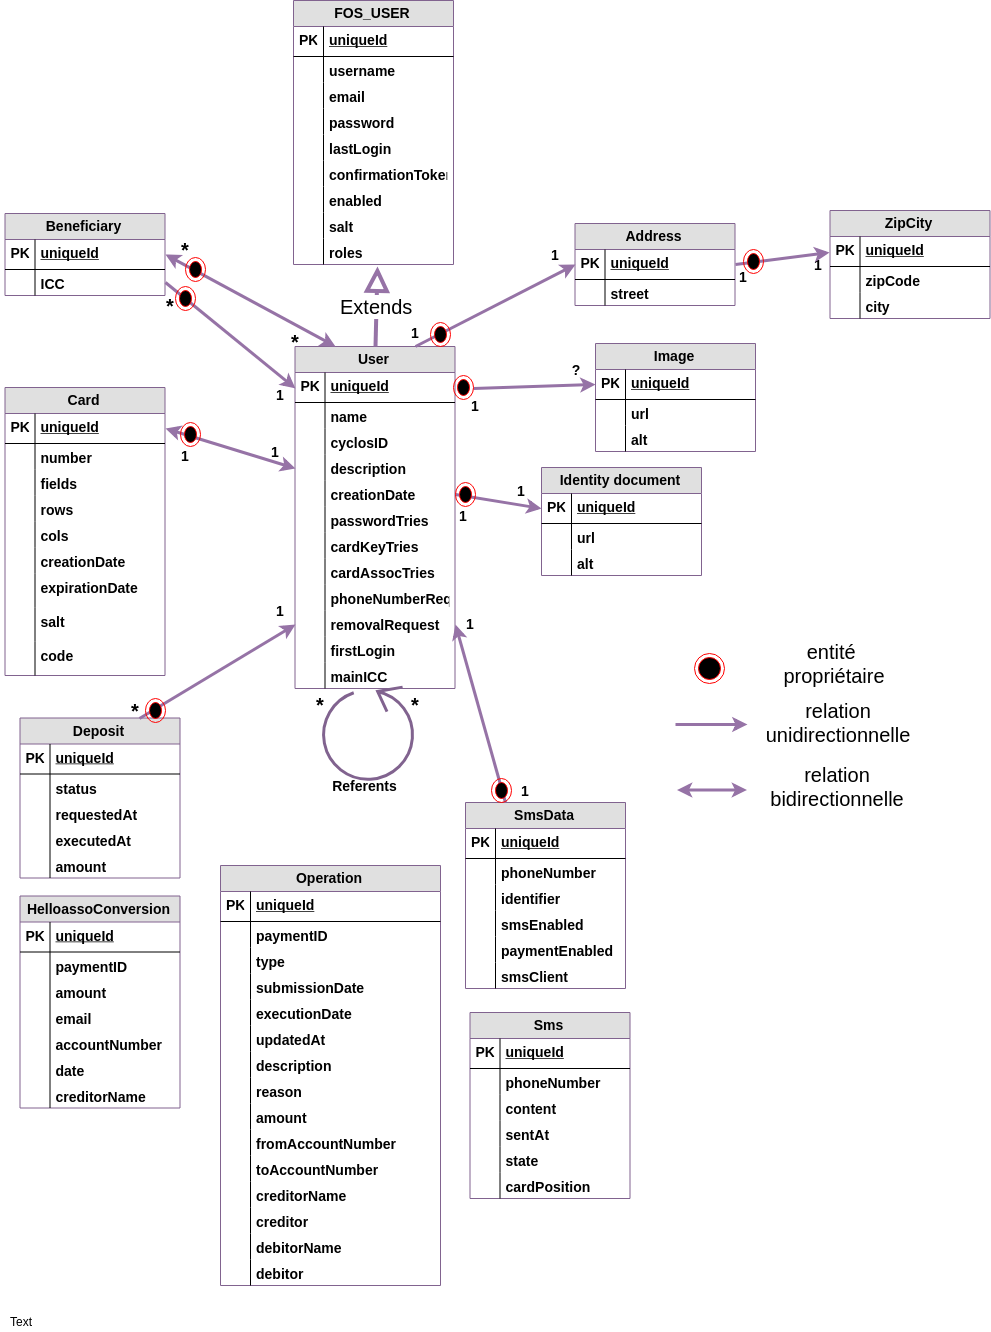 FOS_USER
PK uniqueId
username
email
password
lastLogin
confirmationToke
enabled
salt
roles
Extends
Beneficiary
PK uniqueId
ICC
*
*
*
1
Address
PK uniqueId
street
1
1
ZipCity
PK uniqueId
zipCode
city
1
1
User
PK uniqueId
name
cyclosID
description
creationDate
passwordTries
cardKeyTries
cardAssocTries
phoneNumberReq
removalRequest
firstLogin
mainICC
Image
PK uniqueId
url
alt
?
1
Identity document
PK uniqueId
url
alt
1
1
Card
PK uniqueId
number
fields
rows
cols
creationDate
expirationDate
salt
code
1
1
1
*
1
* *
Referents
entité
propriétaire
relation
unidirectionnelle
relation
bidirectionnelle
Deposit
PK uniqueId
status
requestedAt
executedAt
amount
1
SmsData
PK uniqueId
phoneNumber
identifier
smsEnabled
paymentEnabled
smsClient
HelloassoConversion
PK uniqueId
paymentID
amount
email
accountNumber
date
creditorName
Operation
PK uniqueId
paymentID
type
submissionDate
executionDate
updatedAt
description
reason
amount
fromAccountNumber
toAccountNumber
creditorName
creditor
debitorName
debitor
Sms
PK uniqueId
phoneNumber
content
sentAt
state
cardPosition
Text